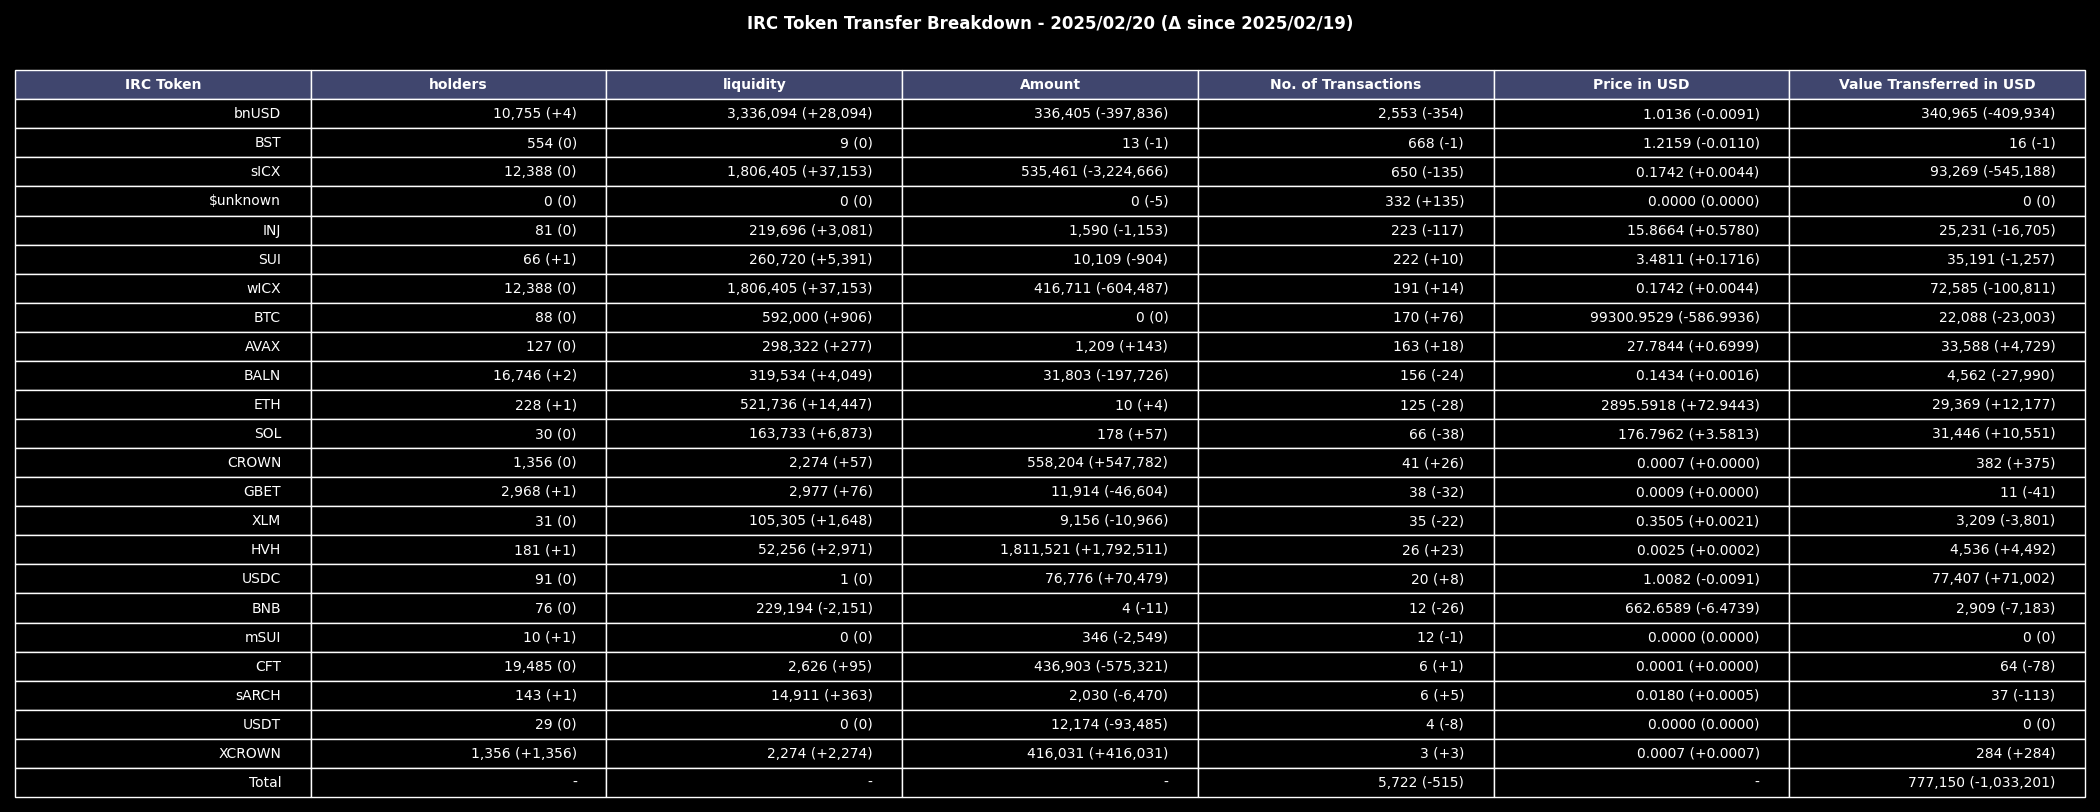 IRC Token Transfer Breakdown - 2025/02/20 (Δ since 2025/02/19)
IRC Token holders liquidity Amount No. of Transactions Price in USD Value Transferred in USD
bnUSD 10,755 (+4) 3,336,094 (+28,094) 336,405 (-397,836) 2,553 (-354) 1.0136 (-0.0091) 340,965 (-409,934)
BST 554 (0) 9 (0) 13 (-1) 668 (-1) 1.2159 (-0.0110) 16 (-1)
sICX 12,388 (0) 1,806,405 (+37,153) 535,461 (-3,224,666) 650 (-135) 0.1742 (+0.0044) 93,269 (-545,188)
$unknown 0 (0) 0 (0) 0 (-5) 332 (+135) 0.0000 (0.0000) 0 (0)
INJ 81 (0) 219,696 (+3,081) 1,590 (-1,153) 223 (-117) 15.8664 (+0.5780) 25,231 (-16,705)
SUI 66 (+1) 260,720 (+5,391) 10,109 (-904) 222 (+10) 3.4811 (+0.1716) 35,191 (-1,257)
wICX 12,388 (0) 1,806,405 (+37,153) 416,711 (-604,487) 191 (+14) 0.1742 (+0.0044) 72,585 (-100,811)
BTC 88 (0) 592,000 (+906) 0 (0) 170 (+76) 99300.9529 (-586.9936) 22,088 (-23,003)
AVAX 127 (0) 298,322 (+277) 1,209 (+143) 163 (+18) 27.7844 (+0.6999) 33,588 (+4,729)
BALN 16,746 (+2) 319,534 (+4,049) 31,803 (-197,726) 156 (-24) 0.1434 (+0.0016) 4,562 (-27,990)
ETH 228 (+1) 521,736 (+14,447) 10 (+4) 125 (-28) 2895.5918 (+72.9443) 29,369 (+12,177)
SOL 30 (0) 163,733 (+6,873) 178 (+57) 66 (-38) 176.7962 (+3.5813) 31,446 (+10,551)
CROWN 1,356 (0) 2,274 (+57) 558,204 (+547,782) 41 (+26) 0.0007 (+0.0000) 382 (+375)
GBET 2,968 (+1) 2,977 (+76) 11,914 (-46,604) 38 (-32) 0.0009 (+0.0000) 11 (-41)
XLM 31 (0) 105,305 (+1,648) 9,156 (-10,966) 35 (-22) 0.3505 (+0.0021) 3,209 (-3,801)
HVH 181 (+1) 52,256 (+2,971) 1,811,521 (+1,792,511) 26 (+23) 0.0025 (+0.0002) 4,536 (+4,492)
USDC 91 (0) 1 (0) 76,776 (+70,479) 20 (+8) 1.0082 (-0.0091) 77,407 (+71,002)
BNB 76 (0) 229,194 (-2,151) 4 (-11) 12 (-26) 662.6589 (-6.4739) 2,909 (-7,183)
mSUI 10 (+1) 0 (0) 346 (-2,549) 12 (-1) 0.0000 (0.0000) 0 (0)
CFT 19,485 (0) 2,626 (+95) 436,903 (-575,321) 6 (+1) 0.0001 (+0.0000) 64 (-78)
sARCH 143 (+1) 14,911 (+363) 2,030 (-6,470) 6 (+5) 0.0180 (+0.0005) 37 (-113)
USDT 29 (0) 0 (0) 12,174 (-93,485) 4 (-8) 0.0000 (0.0000) 0 (0)
XCROWN 1,356 (+1,356) 2,274 (+2,274) 416,031 (+416,031) 3 (+3) 0.0007 (+0.0007) 284 (+284)
Total - - - 5,722 (-515) - 777,150 (-1,033,201)